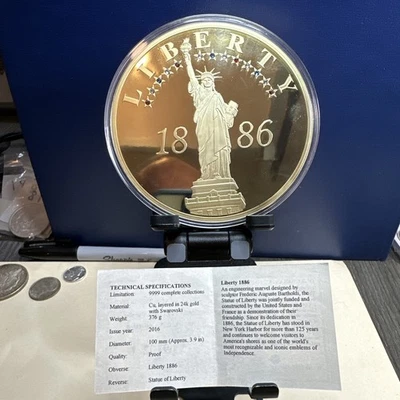 LIBERTY
1886
TECHNICAL SPECIFICATIONS
Limitation: 9999 complete collections
Material: Cu, layered in 24k gold
with Swarovski
Weight: 376 g
Issue year: 2016
Diameter: 100 mm (Approx. 3.9 in)
Quality: Proof
Obverse: Liberty 1886
Reverse: Statue of Liberty
Liberty 1886
An engineering marvel designed by
sculptor Frederic Auguste Bartholdi, the
Statue of Liberty was jointly funded and
constructed by the United States and
France as a demonstration of their
friendship. Since its dedication in
1886, the Statue of Liberty has stood in
New York Harbor for more than 125 years
and continues to welcome visitors to
America's shores as one of the world's
most recognizable and iconic emblems of
Independence.